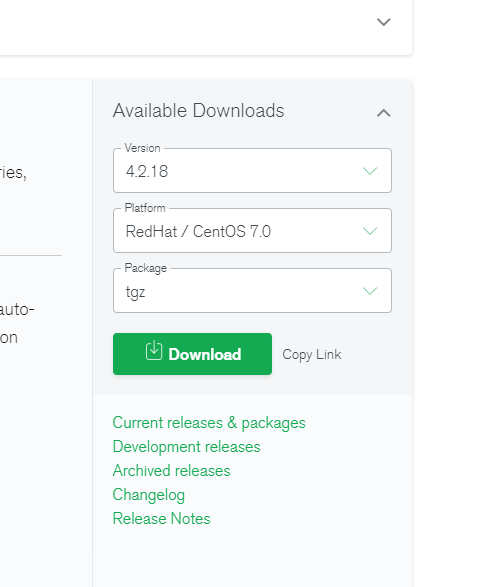 Available Downloads
Version
4.2.18
ries,
Platform
RedHat / CentOS 7.0
Package
tgz
auto-
on
Download Copy Link
Current releases & packages
Development releases
Archived releases
Changelog
Release Notes